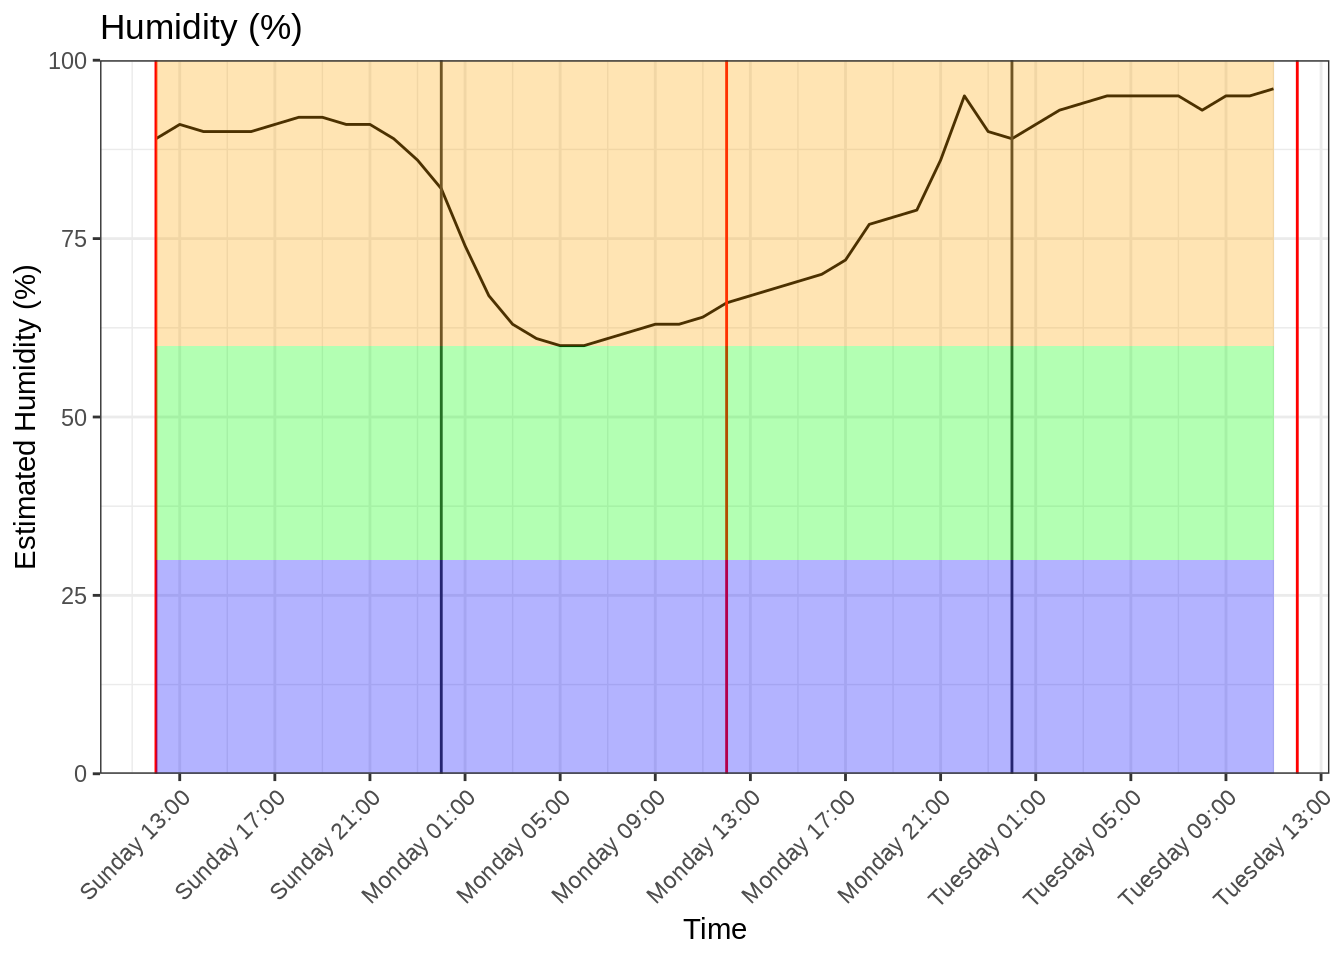 Humidity (%)
100
75
50
25
0
Estimated Humidity (%)
Sunday 13:00
Sunday 17:00
Sunday 21:00
Monday 01:00
Monday 05:00
Monday 09:00
Monday 13:00
Monday 17:00
Monday 21:00
Tuesday 01:00
Tuesday 05:00
Tuesday 09:00
Tuesday 13:00
Time